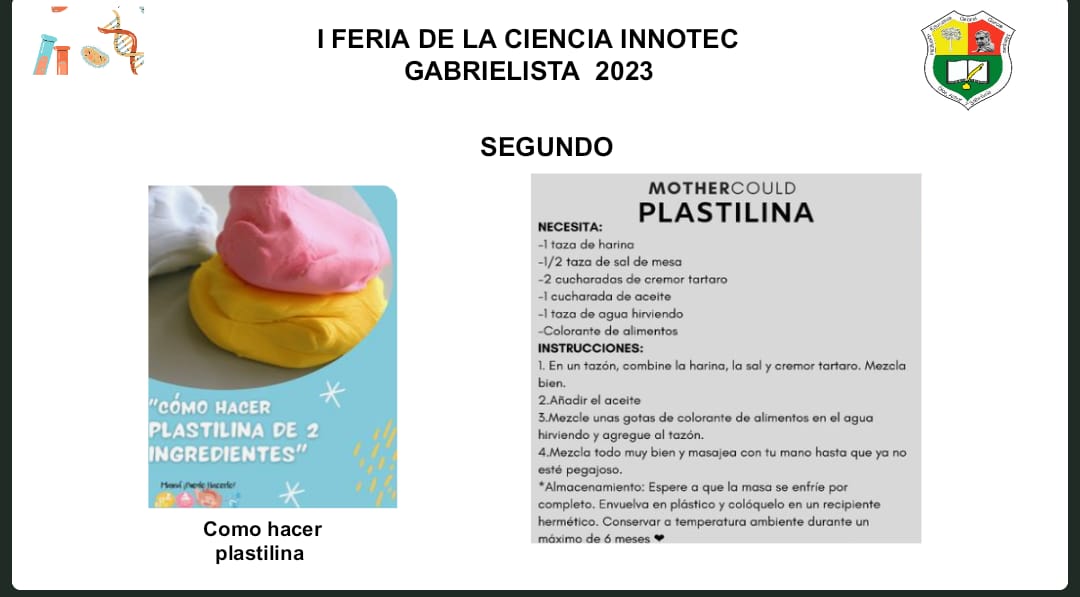 I FERIA DE LA CIENCIA INNOTEC
GABRIELISTA 2023
SEGUNDO
"CÓMO HACER
PLASTILINA DE 2
INGREDIENTES"
Mamá ¡Puedo Hacerlo!
Como hacer
plastilina
MOTHERCOULD
PLASTILINA
NECESITA:
-1 taza de harina
-1/2 taza de sal de mesa
-2 cucharadas de cremor tartaro
-1 cucharada de aceite
-1 taza de agua hirviendo
-Colorante de alimentos
INSTRUCCIONES:
1. En un tazón, combine la harina, la sal y cremor tartaro. Mezcla
bien.
2.Añadir el aceite
3.Mezcle unas gotas de colorante de alimentos en el agua
hirviendo y agregue al tazón.
4.Mezcla todo muy bien y masajea con tu mano hasta que ya no
esté pegajoso.
*Almacenamiento: Espere a que la masa se enfríe por
completo. Envuelva en plástico y colóquelo en un recipiente
hermético. Conservar a temperatura ambiente durante un
máximo de 6 meses ❤